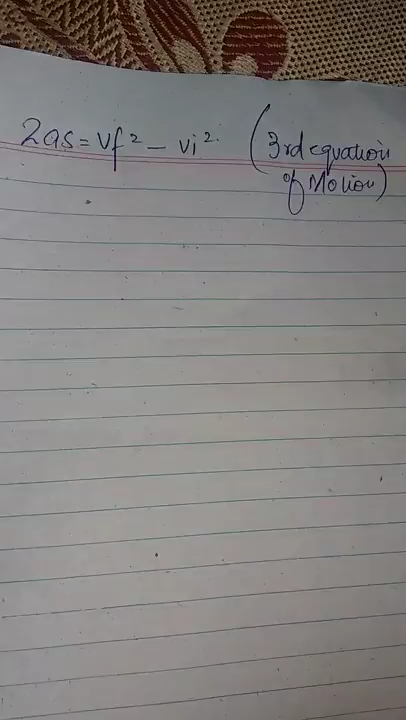 2as = vf² - vi². (3rd equation
of Motion)